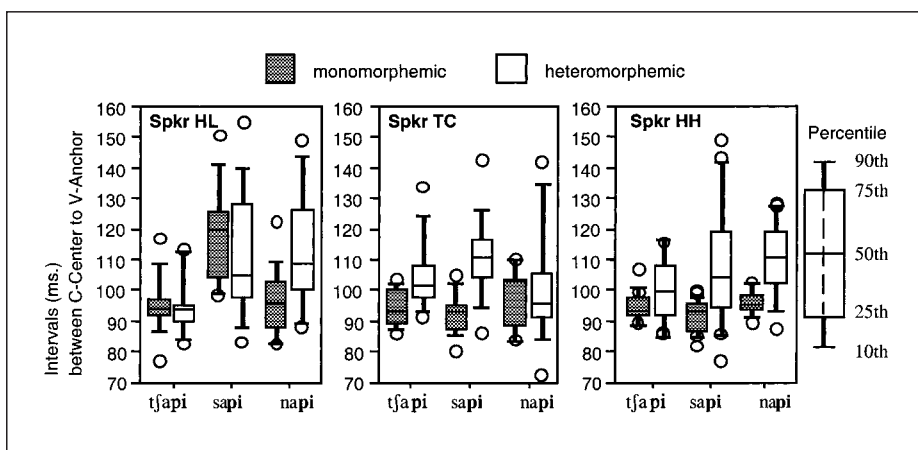 monomorphemic heteromorphemic
Intervals (ms.)
between C-Center to V-Anchor
160
150
140
130
120
110
100
90
80
70
Spkr HL
tʃapi sapi napi
160
150
140
130
120
110
100
90
80
70
Spkr TC
tʃapi sapi napi
160
150
140
130
120
110
100
90
80
70
Spkr HH
tʃapi sapi napi
Percentile
90th
75th
50th
25th
10th